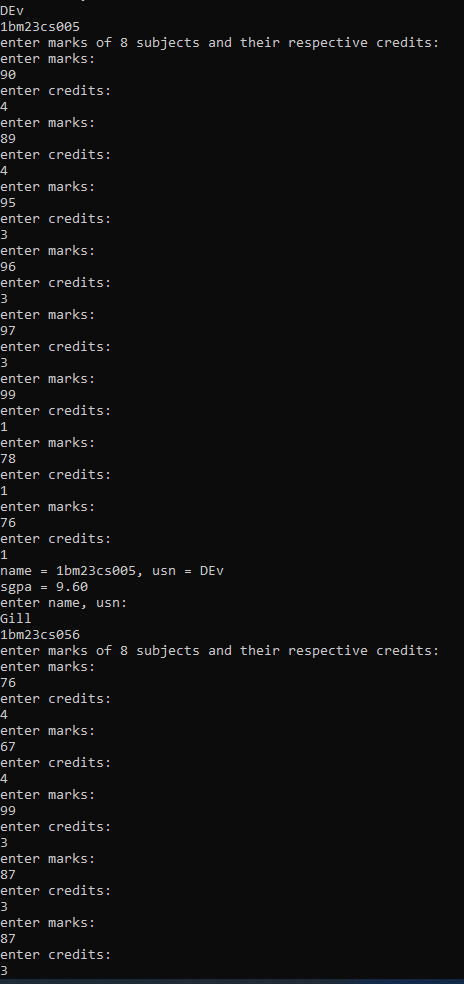 DEv
1bm23cs005
enter marks of 8 subjects and their respective credits:
enter marks:
90
enter credits:
4
enter marks:
89
enter credits:
4
enter marks:
95
enter credits:
3
enter marks:
96
enter credits:
3
enter marks:
97
enter credits:
3
enter marks:
99
enter credits:
1
enter marks:
78
enter credits:
1
enter marks:
76
enter credits:
1
name = 1bm23cs005, usn = DEv
sgpa = 9.60
enter name, usn:
Gill
1bm23cs056
enter marks of 8 subjects and their respective credits:
enter marks:
76
enter credits:
4
enter marks:
67
enter credits:
4
enter marks:
99
enter credits:
3
enter marks:
87
enter credits:
3
enter marks:
87
enter credits:
3